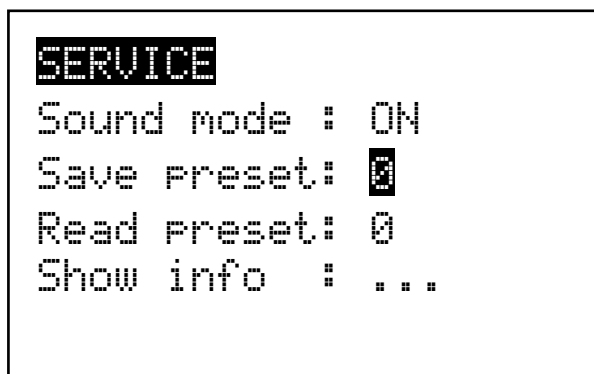 SERVICE
Sound mode : ON
Save preset: 0
Read preset: 0
Show info  : ...